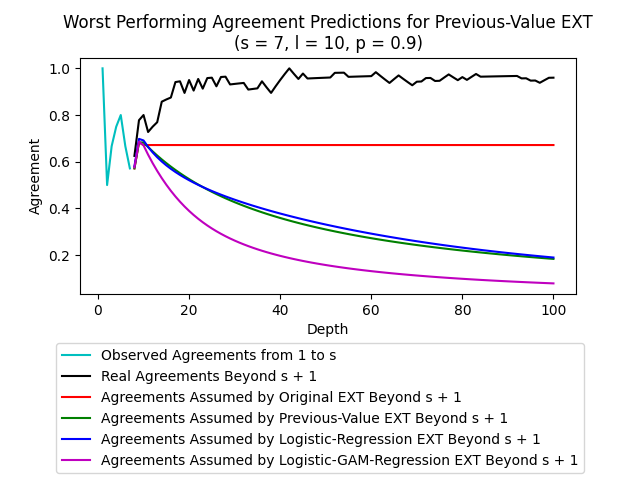 Worst Performing Agreement Predictions for Previous-Value EXT
(s = 7, l = 10, p = 0.9)
1.0
0.8
0.6
0.4
0.2
Agreement
0 20 40 60 80 100
Depth
Observed Agreements from 1 to s
Real Agreements Beyond s + 1
Agreements Assumed by Original EXT Beyond s + 1
Agreements Assumed by Previous-Value EXT Beyond s + 1
Agreements Assumed by Logistic-Regression EXT Beyond s + 1
Agreements Assumed by Logistic-GAM-Regression EXT Beyond s + 1